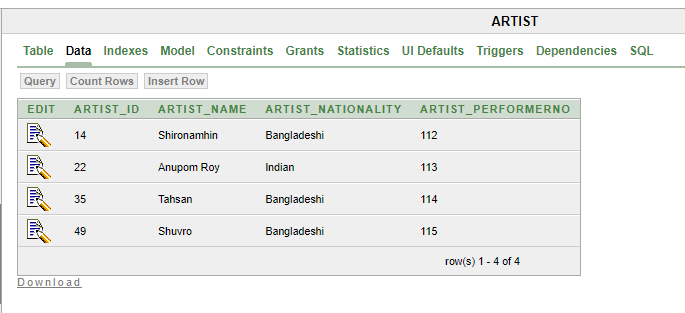 ARTIST
Table Data Indexes Model Constraints Grants Statistics UI Defaults Triggers Dependencies SQL
Query Count Rows Insert Row
EDIT ARTIST_ID ARTIST_NAME ARTIST_NATIONALITY ARTIST_PERFORMERNO
14 Shironamhin Bangladeshi 112
22 Anupom Roy Indian 113
35 Tahsan Bangladeshi 114
49 Shuvro Bangladeshi 115
row(s) 1 - 4 of 4
Download